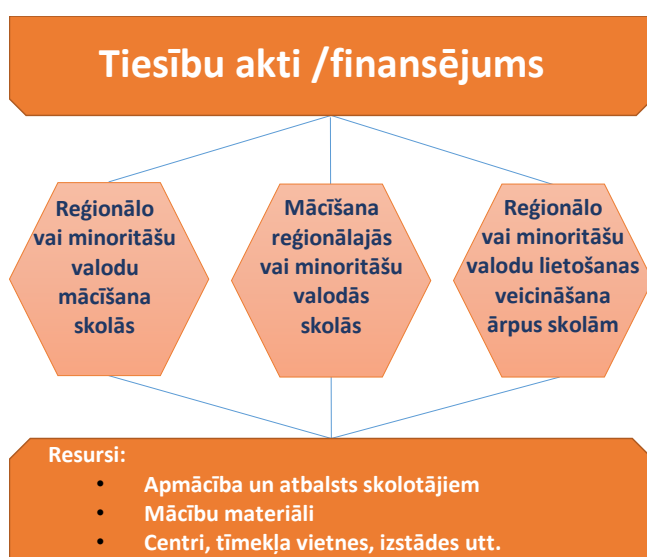 Tiesību akti /finansējums
Reģionālo
vai minoritāšu
valodu
mācīšana
skolās
Mācīšana
reģionālajās
vai minoritāšu
valodās
skolās
Reģionālo
vai minoritāšu
valodu lietošanas
veicināšana
ārpus skolām
Resursi:
• Apmācība un atbalsts skolotājiem
• Mācību materiāli
• Centri, tīmekļa vietnes, izstādes utt.